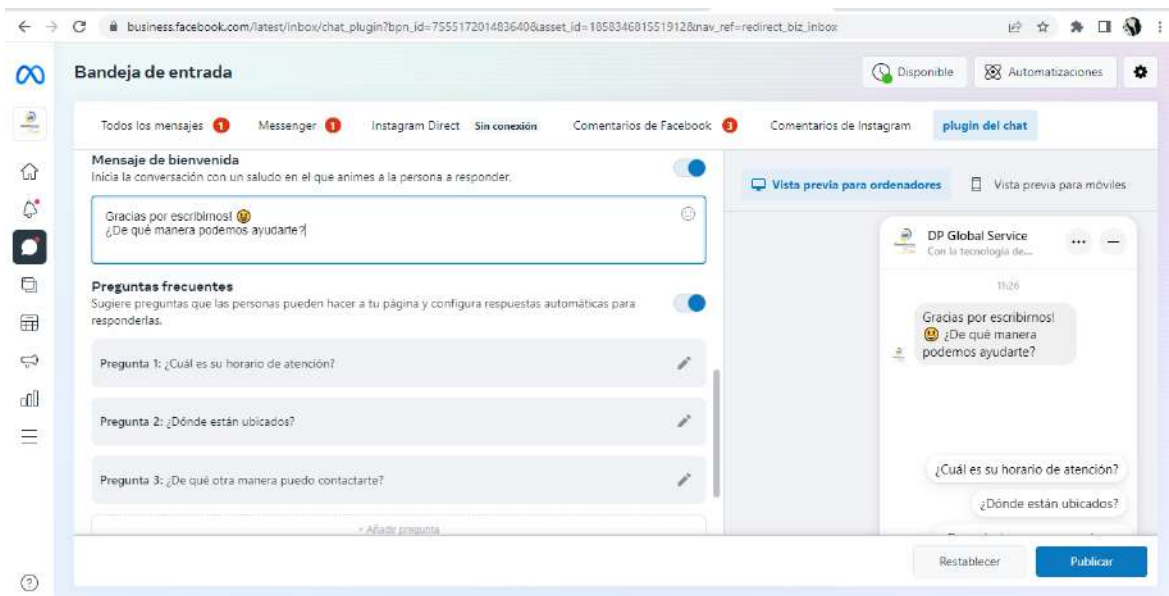 business.facebook.com/latest/inbox/chat_plugin?bpn_id=755517201483640&asset_id=185834681551912&nav_ref=redirect_biz_inbox
Bandeja de entrada
Disponible
Automatizaciones
Todos los mensajes 1
Messenger 1
Instagram Direct Sin conexión
Comentarios de Facebook 3
Comentarios de Instagram
plugin del chat
Mensaje de bienvenida
Inicia la conversación con un saludo en el que animes a la persona a responder.
Gracias por escribirnos! 😃
¿De qué manera podemos ayudarte?
Preguntas frecuentes
Sugiere preguntas que las personas pueden hacer a tu página y configura respuestas automáticas para
responderlas.
Pregunta 1: ¿Cuál es su horario de atención?
Pregunta 2: ¿Dónde están ubicados?
Pregunta 3: ¿De qué otra manera puedo contactarte?
+ Añadir pregunta
Vista previa para ordenadores
Vista previa para móviles
DP Global Service
Con la tecnología de...
11:26
Gracias por escribirnos!
😃 ¿De qué manera
podemos ayudarte?
¿Cuál es su horario de atención?
¿Dónde están ubicados?
Restablecer
Publicar